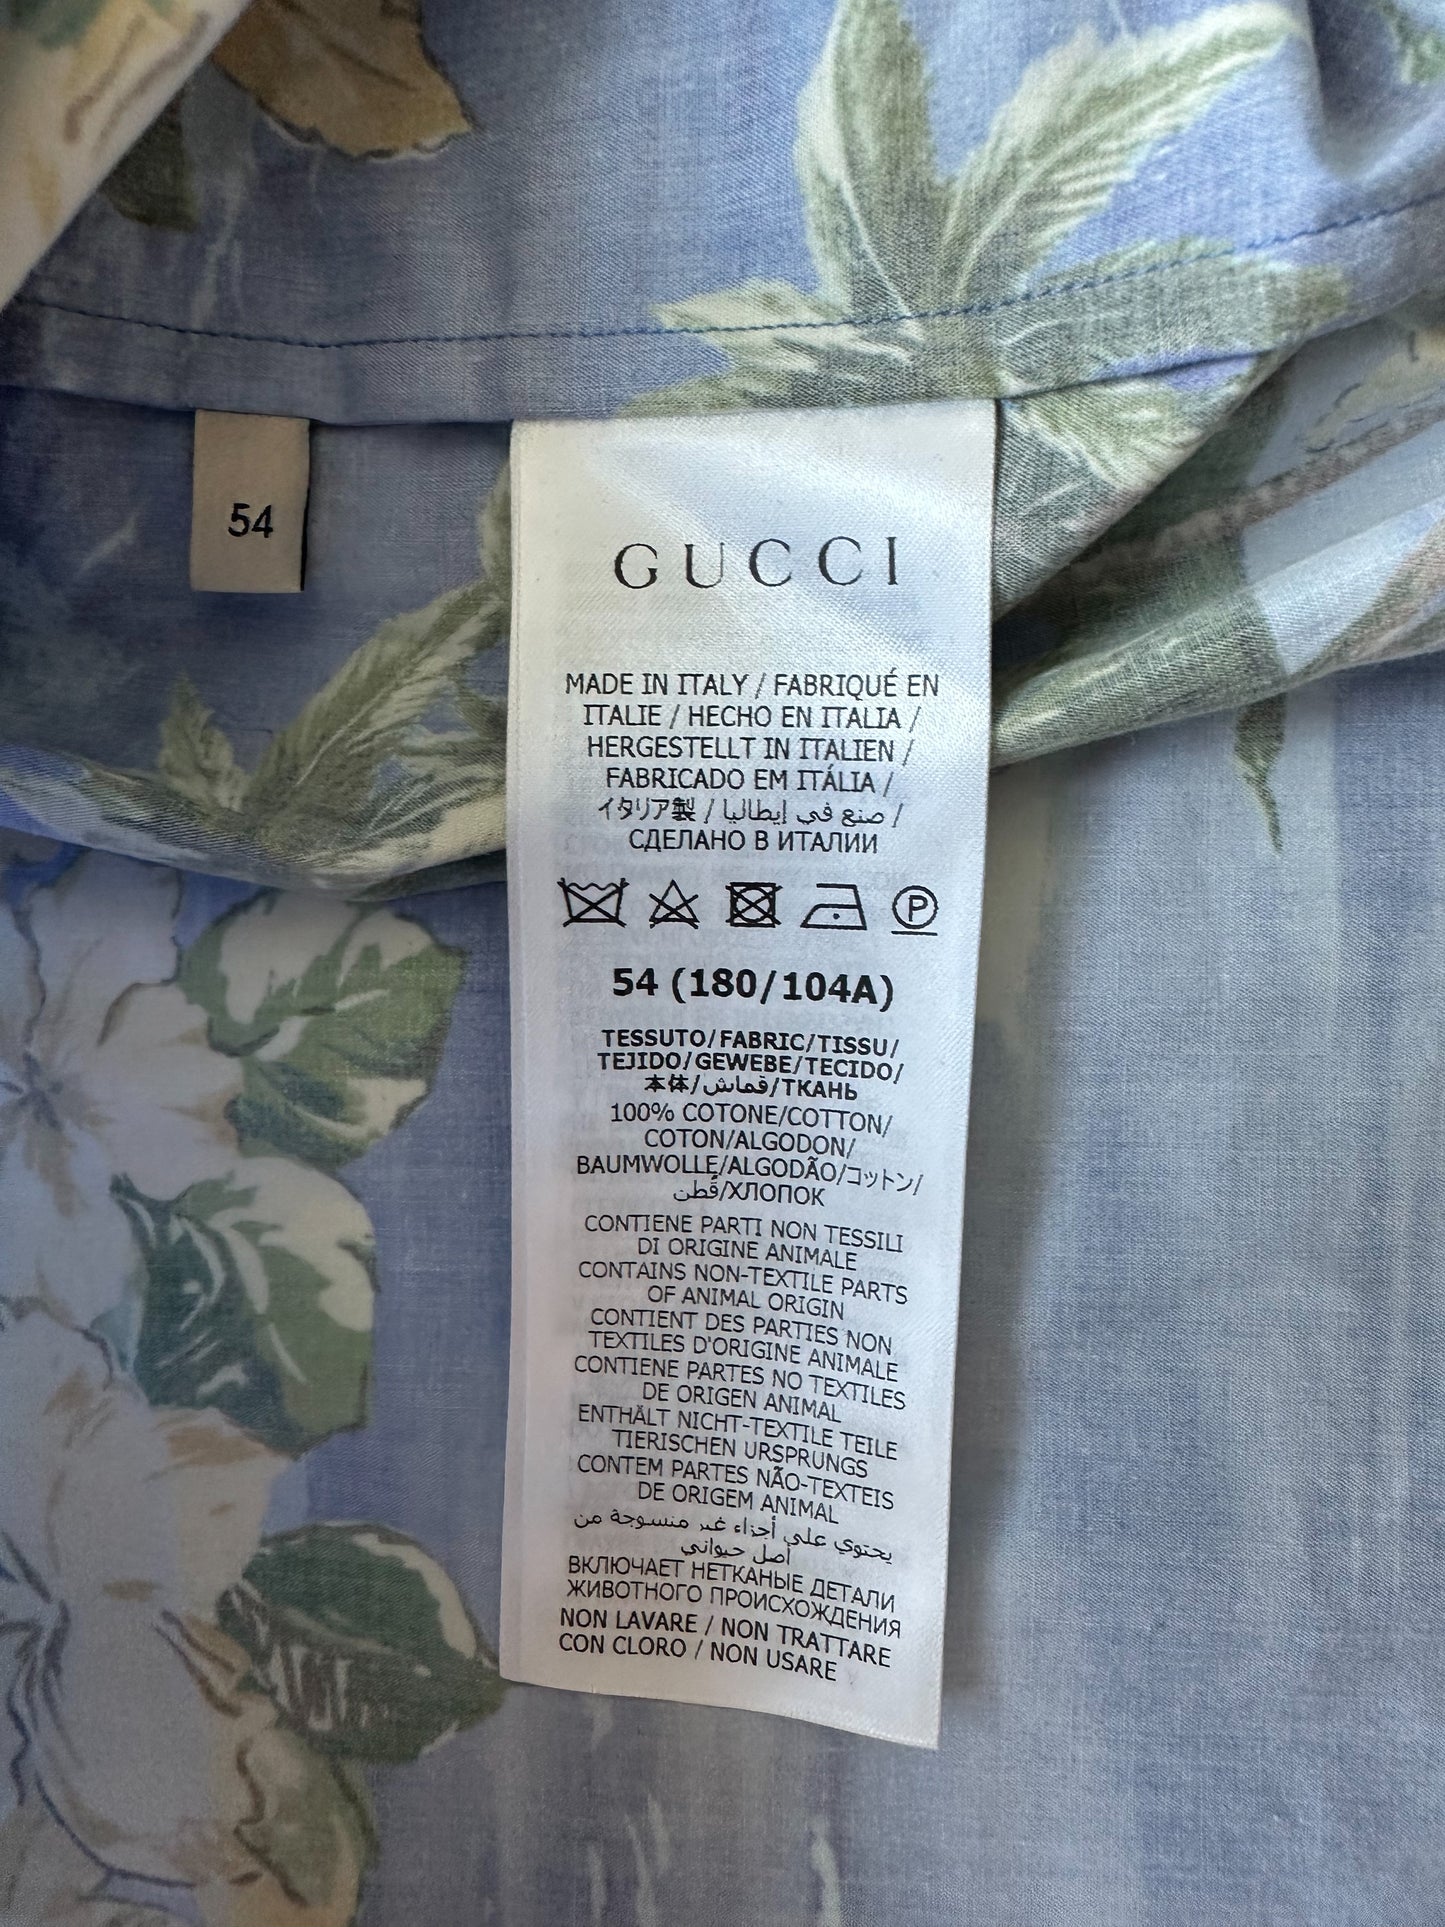 54
GUCCI
MADE IN ITALY / FABRIQUÉ EN
ITALIE / HECHO EN ITALIA /
HERGESTELLT IN ITALIEN /
FABRICADO EM ITÁLIA /
イタリア製 / صنع في إيطاليا /
СДЕЛАНО В ИТАЛИИ
P
54 (180/104A)
TESSUTO/FABRIC/TISSU/
TEJIDO/GEWEBE/TECIDO/
本体/قماش/ТКАНЬ
100% COTONE/COTTON/
COTON/ALGODON/
BAUMWOLLE/ALGODÃO/コットン/
قطن/ХЛОПОК
CONTIENE PARTI NON TESSILI
DI ORIGINE ANIMALE
CONTAINS NON-TEXTILE PARTS
OF ANIMAL ORIGIN
CONTIENT DES PARTIES NON
TEXTILES D'ORIGINE ANIMALE
CONTIENE PARTES NO TEXTILES
DE ORIGEN ANIMAL
ENTHÄLT NICHT-TEXTILE TEILE
TIERISCHEN URSPRUNGS
CONTEM PARTES NÃO-TEXTEIS
DE ORIGEM ANIMAL
يحتوي على أجزاء غير منسوجة من
أصل حيواني
ВКЛЮЧАЕТ НЕТКАНЫЕ ДЕТАЛИ
ЖИВОТНОГО ПРОИСХОЖДЕНИЯ
NON LAVARE / NON TRATTARE
CON CLORO / NON USARE